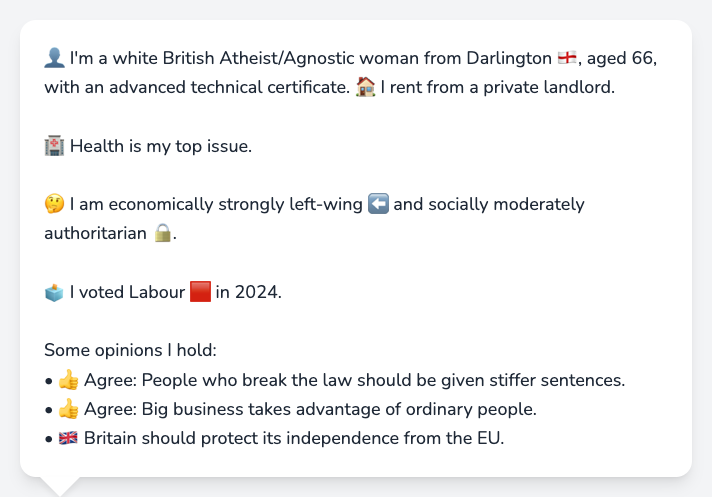 👤 I'm a white British Atheist/Agnostic woman from Darlington 🏴󠁧󠁢󠁥󠁮󠁧󠁿, aged 66,
with an advanced technical certificate. 🏠 I rent from a private landlord.
🏥 Health is my top issue.
🤔 I am economically strongly left-wing ⬅️ and socially moderately
authoritarian 🔒.
🗳️ I voted Labour 🟥 in 2024.
Some opinions I hold:
• 👍 Agree: People who break the law should be given stiffer sentences.
• 👍 Agree: Big business takes advantage of ordinary people.
• 🇬🇧 Britain should protect its independence from the EU.